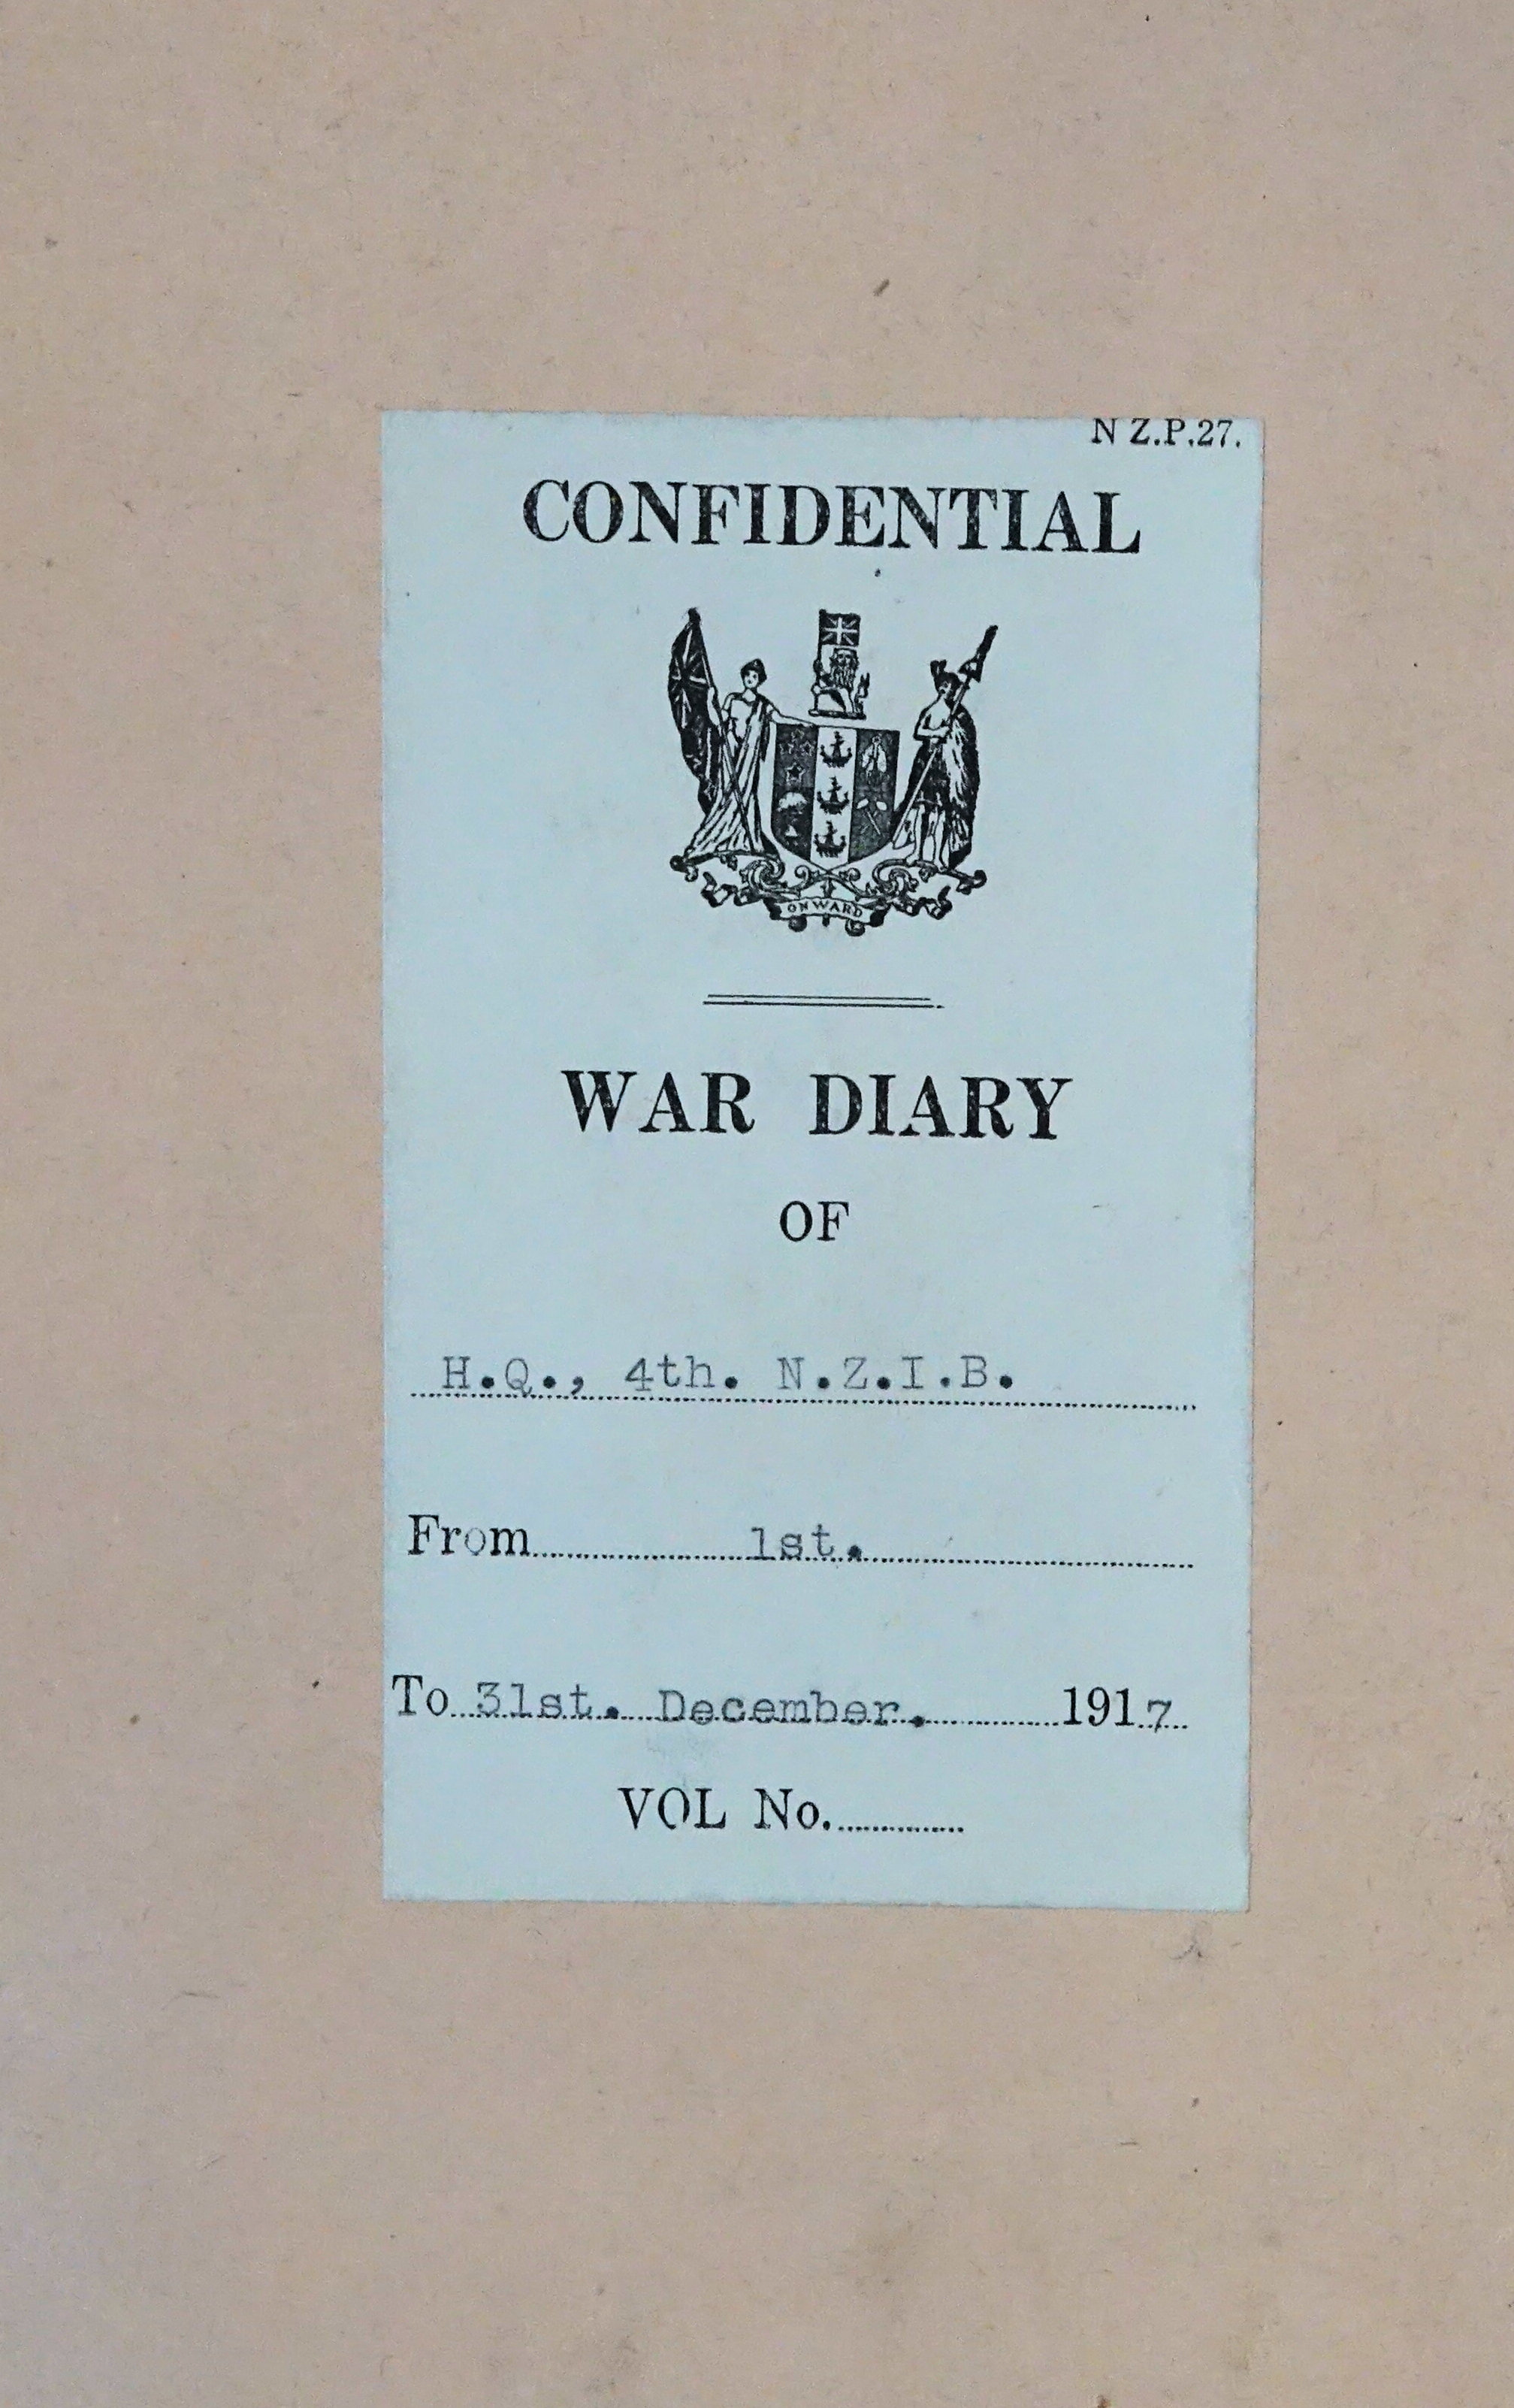 N Z.P.27.
CONFIDENTIAL
ONWARD
WAR DIARY
OF
H.Q., 4th. N.Z.I.B.
From 1st.
To 31st. December. 1917
VOL No.